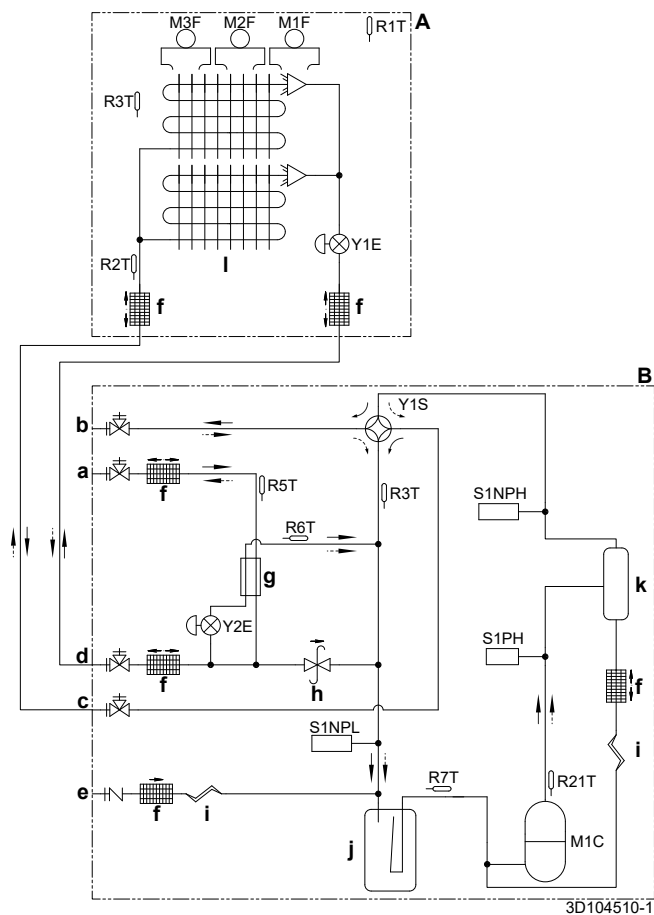 M3F M2F M1F
R1T
A
R3T
R2T
l
Y1E
f
f
B
b
Y1S
a
f
R5T
R3T
S1NPH
R6T
g
k
Y2E
S1PH
d
f
h
f
c
S1NPL
i
e
f
i
R7T
R21T
j
M1C
3D104510-1